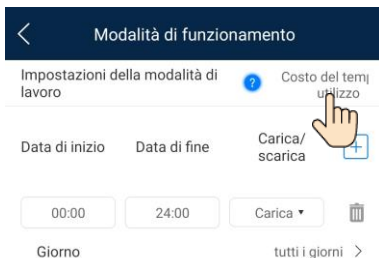 Modalità di funzionamento
Impostazioni della modalità di
lavoro
?
Costo del temp
utilizzo
Data di inizio
Data di fine
Carica/
scarica
00:00
24:00
Carica
Giorno
tutti i giorni >